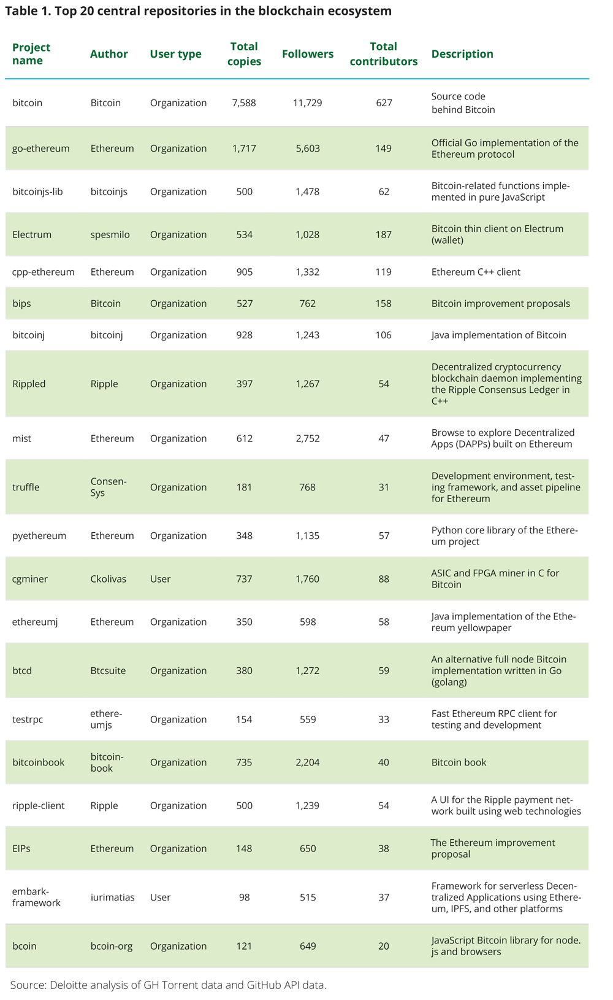 Table 1. Top 20 central repositories in the blockchain ecosystem
Project name Author User type Total copies Followers Total contributors Description
bitcoin Bitcoin Organization 7,588 11,729 627 Source code
behind Bitcoin
go-ethereum Ethereum Organization 1,717 5,603 149 Official Go implementation of the
Ethereum protocol
bitcoinjs-lib bitcoinjs Organization 500 1,478 62 Bitcoin-related functions imple-
mented in pure JavaScript
Electrum spesmilo Organization 534 1,028 187 Bitcoin thin client on Electrum
(wallet)
cpp-ethereum Ethereum Organization 905 1,332 119 Ethereum C++ client
bips Bitcoin Organization 527 762 158 Bitcoin improvement proposals
bitcoinj bitcoinj Organization 928 1,243 106 Java implementation of Bitcoin
Rippled Ripple Organization 397 1,267 54 Decentralized cryptocurrency
blockchain daemon implementing
the Ripple Consensus Ledger in
C++
mist Ethereum Organization 612 2,752 47 Browse to explore Decentralized
Apps (DAPPs) built on Ethereum
truffle Consen-
Sys Organization 181 768 31 Development environment, test-
ing framework, and asset pipeline
for Ethereum
pyethereum Ethereum Organization 348 1,135 57 Python core library of the Ethere-
um project
cgminer Ckolivas User 737 1,760 88 ASIC and FPGA miner in C for
Bitcoin
ethereumj Ethereum Organization 350 598 58 Java implementation of the Ethe-
reum yellowpaper
btcd Btcsuite Organization 380 1,272 59 An alternative full node Bitcoin
implementation written in Go
(golang)
testrpc ethere-
umjs Organization 154 559 33 Fast Ethereum RPC client for
testing and development
bitcoinbook bitcoin-
book Organization 735 2,204 40 Bitcoin book
ripple-client Ripple Organization 500 1,239 54 A UI for the Ripple payment net-
work built using web technologies
EIPs Ethereum Organization 148 650 38 The Ethereum improvement
proposal
embark-
framework iurimatias User 98 515 37 Framework for serverless Decen-
tralized Applications using Ethere-
um, IPFS, and other platforms
bcoin bcoin-org Organization 121 649 20 JavaScript Bitcoin library for node.
js and browsers
Source: Deloitte analysis of GH Torrent data and GitHub API data.